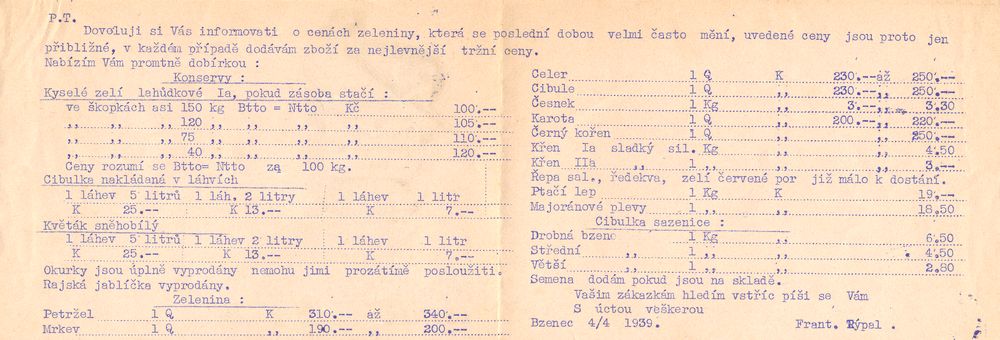 P.T.
Dovoluji si Vás informovati o cenách zeleniny, která se poslední dobou velmi často mění, uvedené ceny jsou proto jen
přibližné, v každém případě dodávám zboží za nejlevnější tržní ceny.
Nabízím Vám promtně dobírkou :
Konservy :
Kyselé zelí lahůdkové Ia, pokud zásoba stačí :
ve škopkách asi 150 kg Btto = Ntto Kč 100.--
,, ,, ,, 120 ,, ,, ,, ,, 105.--
,, ,, ,, 75 ,, ,, ,, ,, 110.--
,, ,, ,, 40 ,, ,, ,, ,, 120.--
Ceny rozumí se Btto= Ntto za 100 kg.
Cibulka nakládaná v láhvích
1 láhev 5 litrů 1 láh. 2 litry 1 láhev 1 litr
K 25.-- K 13.-- K 7.--
Květák sněhobílý
1 láhev 5 litrů 1 láhev 2 litry 1 láhev 1 litr
K 25.-- K 13.-- K 7.--
Okurky jsou úplně vyprodány nemohu jimi prozátímě posloužiti.
Rajská jablíčka vyprodány.
Zelenina :
Petržel 1 Q K 310.-- až 340.--
Mrkev 1 Q ,, 190.-- ,, 200.--
Celer 1 Q K 230.--až 250.--
Cibule 1 Q ,, 230.--,, 250.--
Česnek 1 Kg ,, 3.--,, 3.30
Karota 1 Q ,, 200.--,, 220.--
Černý kořen 1 Q ,, 250.--
Křen Ia sladký sil. Kg ,, 4.50
Křen IIa 1 ,, ,, 3.--
Řepa sal., ředekva, zelí červené por již málo k dostání.
Ptačí lep 1 Kg K 19.--
Majoránové plevy 1 ,, ,, 18.50
Cibulka sazenice :
Drobná bzenc 1 Kg ,, 6.50
Střední ,, 1 ,, ,, 4.50
Větší ,, 1 ,, ,, 2.80
Semena dodám pokud jsou na skladě.
Vašim zákazkám hledím vstříc píši se Vám
S úctou veškerou
Bzenec 4/4 1939. Frant. Rýpal .